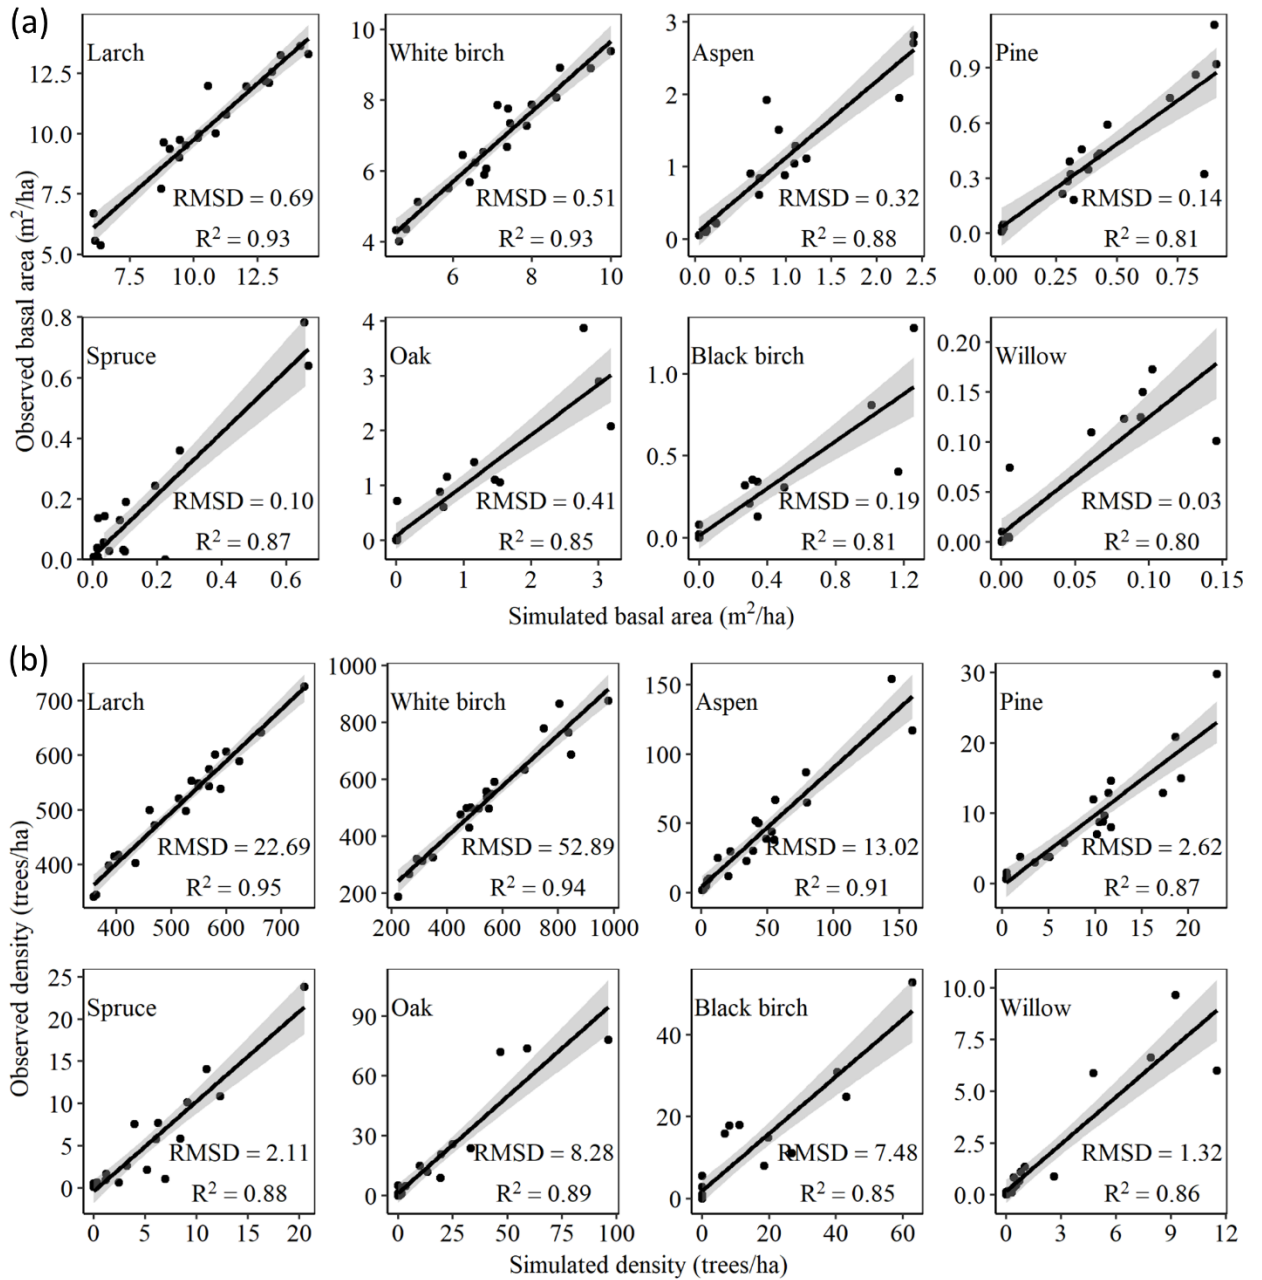 (a)
Observed basal area (m²/ha)
Larch
12.5
10.0
7.5
5.0
RMSD = 0.69
R² = 0.93
7.5 10.0 12.5
White birch
10
8
6
4
RMSD = 0.51
R² = 0.93
6 8 10
Aspen
3
2
1
0
RMSD = 0.32
R² = 0.88
0.0 0.5 1.0 1.5 2.0 2.5
Pine
0.9
0.6
0.3
0.0
RMSD = 0.14
R² = 0.81
0.00 0.25 0.50 0.75
Spruce
0.8
0.6
0.4
0.2
0.0
RMSD = 0.10
R² = 0.87
0.0 0.2 0.4 0.6
Oak
4
3
2
1
0
RMSD = 0.41
R² = 0.85
0 1 2 3
Black birch
1.0
0.5
0.0
RMSD = 0.19
R² = 0.81
0.0 0.4 0.8 1.2
Willow
0.20
0.15
0.10
0.05
0.00
RMSD = 0.03
R² = 0.80
0.00 0.05 0.10 0.15
Simulated basal area (m²/ha)
(b)
Observed density (trees/ha)
Larch
700
600
500
400
RMSD = 22.69
R² = 0.95
400 500 600 700
White birch
1000
800
600
400
200
RMSD = 52.89
R² = 0.94
200 400 600 800 1000
Aspen
150
100
50
0
RMSD = 13.02
R² = 0.91
0 50 100 150
Pine
30
20
10
0
RMSD = 2.62
R² = 0.87
0 5 10 15 20
Spruce
25
20
15
10
5
0
RMSD = 2.11
R² = 0.88
0 5 10 15 20
Oak
90
60
30
0
RMSD = 8.28
R² = 0.89
0 25 50 75 100
Black birch
40
20
0
RMSD = 7.48
R² = 0.85
0 20 40 60
Willow
10.0
7.5
5.0
2.5
0.0
RMSD = 1.32
R² = 0.86
0 3 6 9 12
Simulated density (trees/ha)